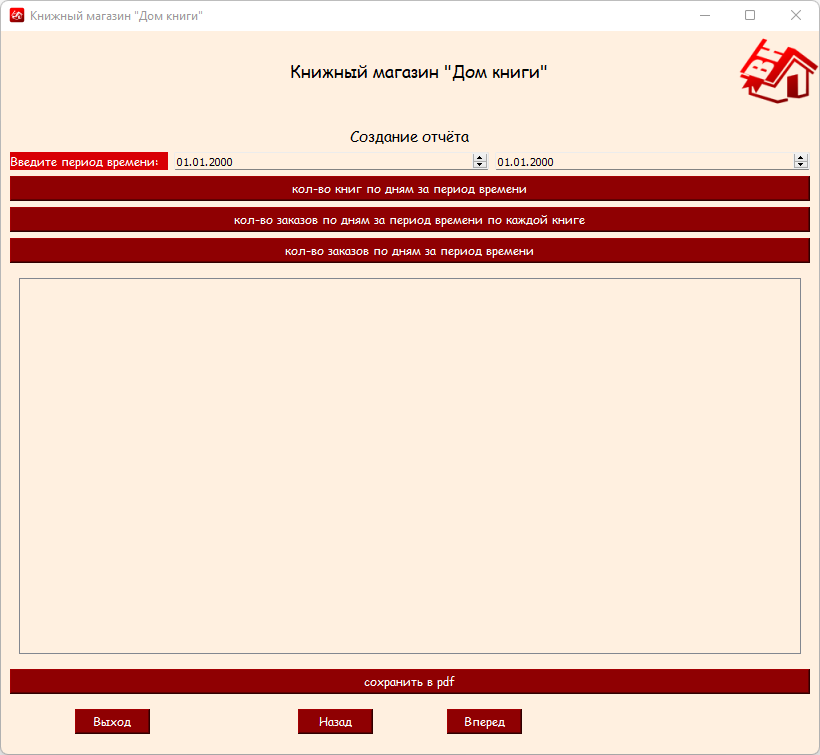 Книжный магазин "Дом книги"
Книжный магазин "Дом книги"
Создание отчёта
Введите период времени: 01.01.2000 01.01.2000
кол-во книг по дням за период времени
кол-во заказов по дням за период времени по каждой книге
кол-во заказов по дням за период времени
сохранить в pdf
Выход Назад Вперед